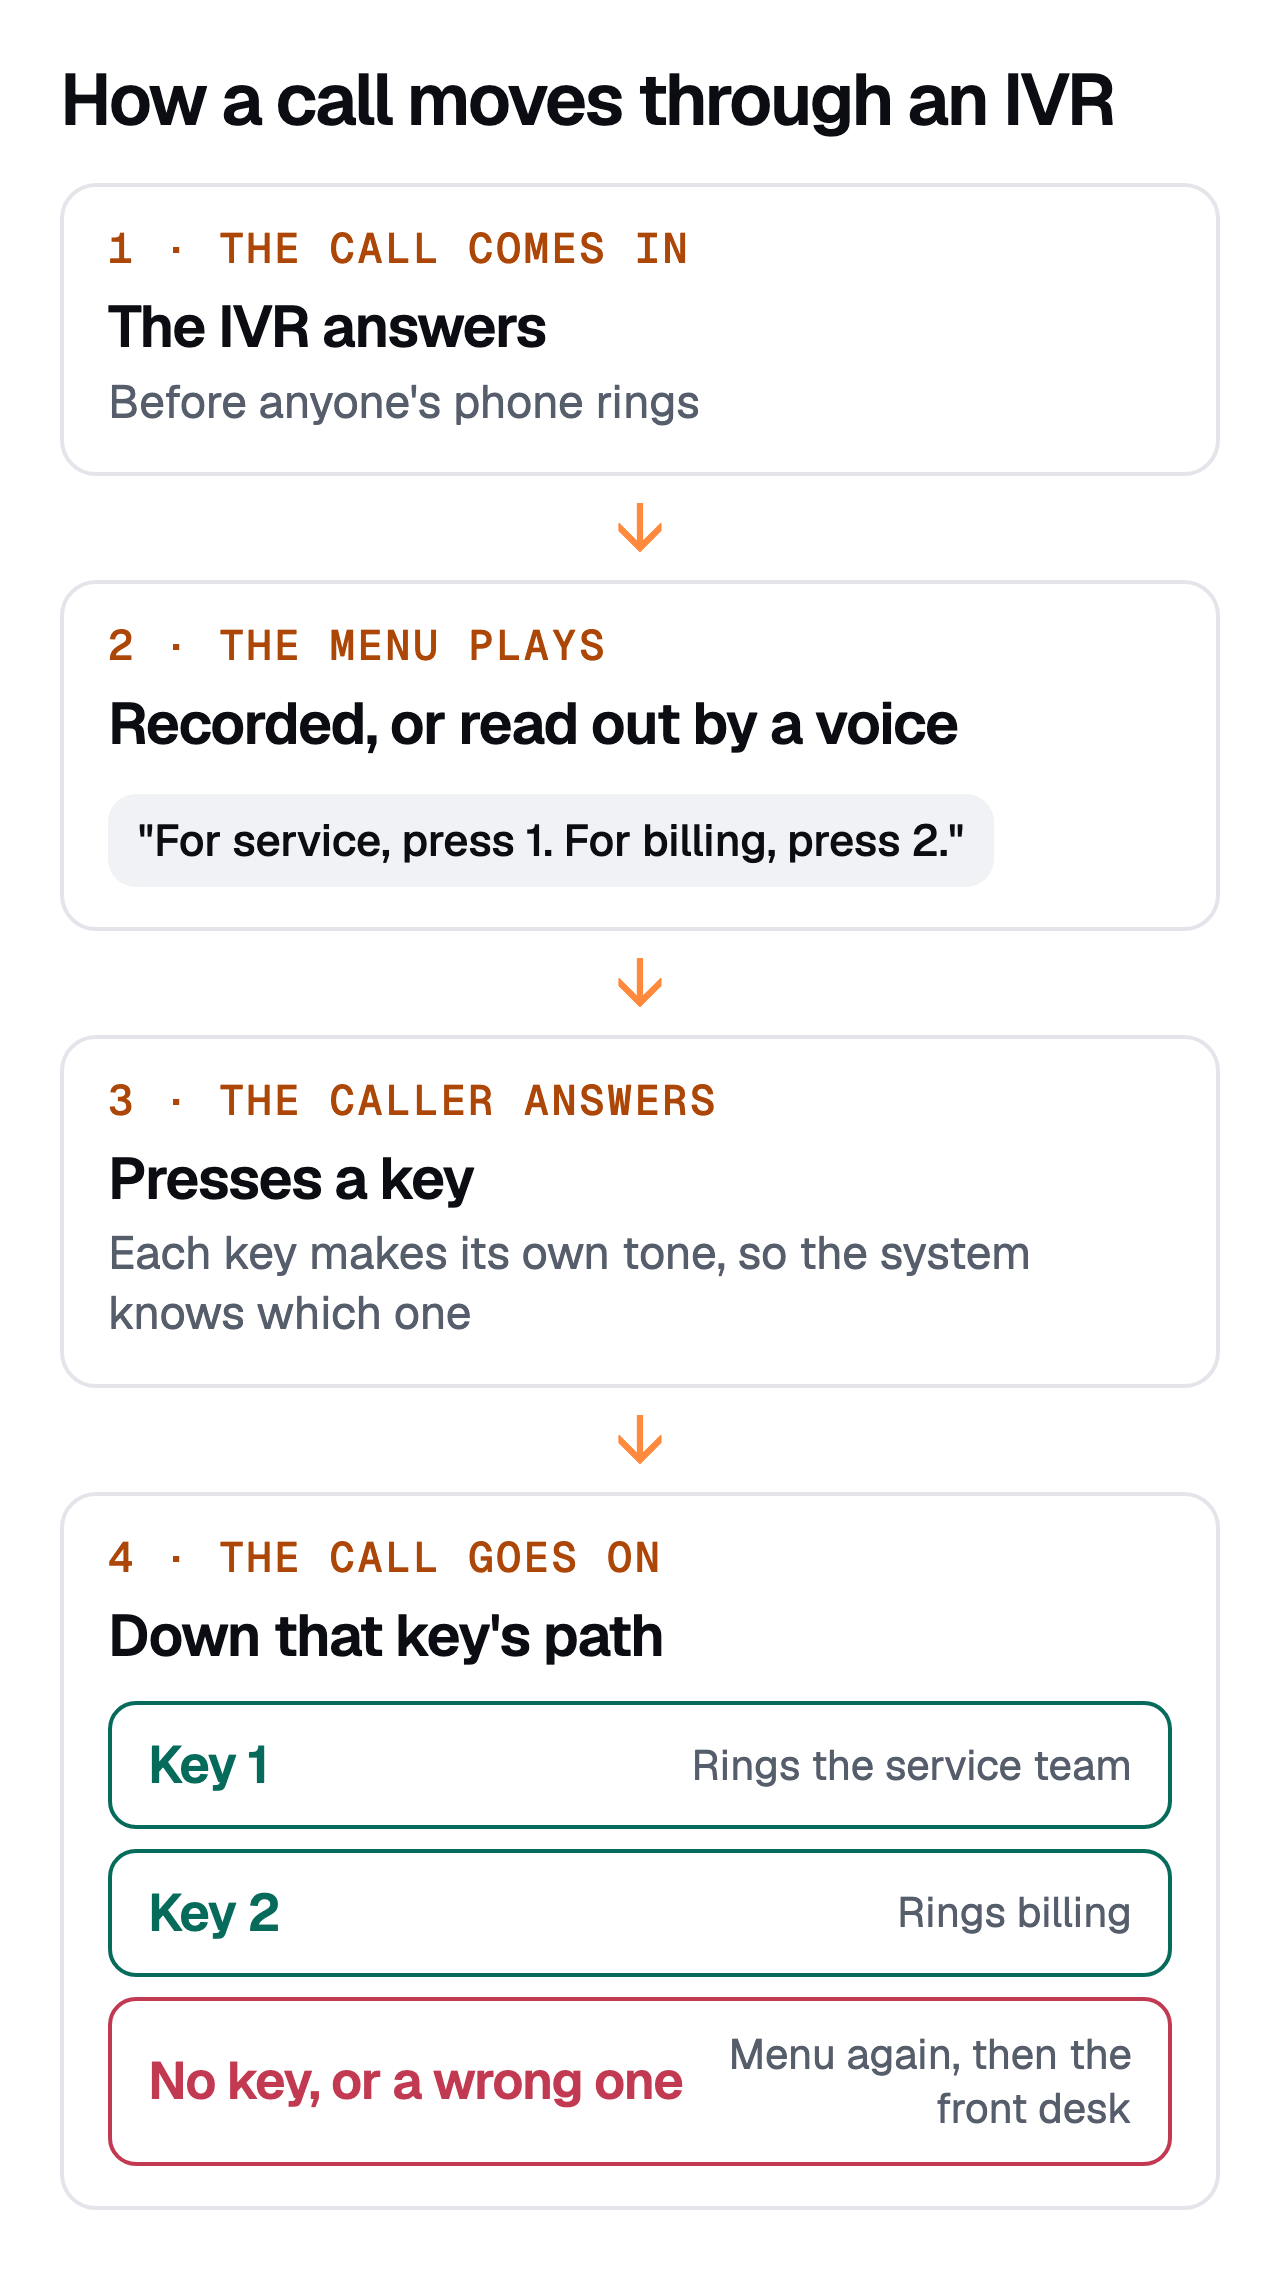 How a call moves through an IVR
1 · THE CALL COMES IN
The IVR answers
Before anyone's phone rings
2 · THE MENU PLAYS
Recorded, or read out by a voice
"For service, press 1. For billing, press 2."
3 · THE CALLER ANSWERS
Presses a key
Each key makes its own tone, so the system
knows which one
4 · THE CALL GOES ON
Down that key's path
Key 1
Rings the service team
Key 2
Rings billing
No key, or a wrong one
Menu again, then the
front desk